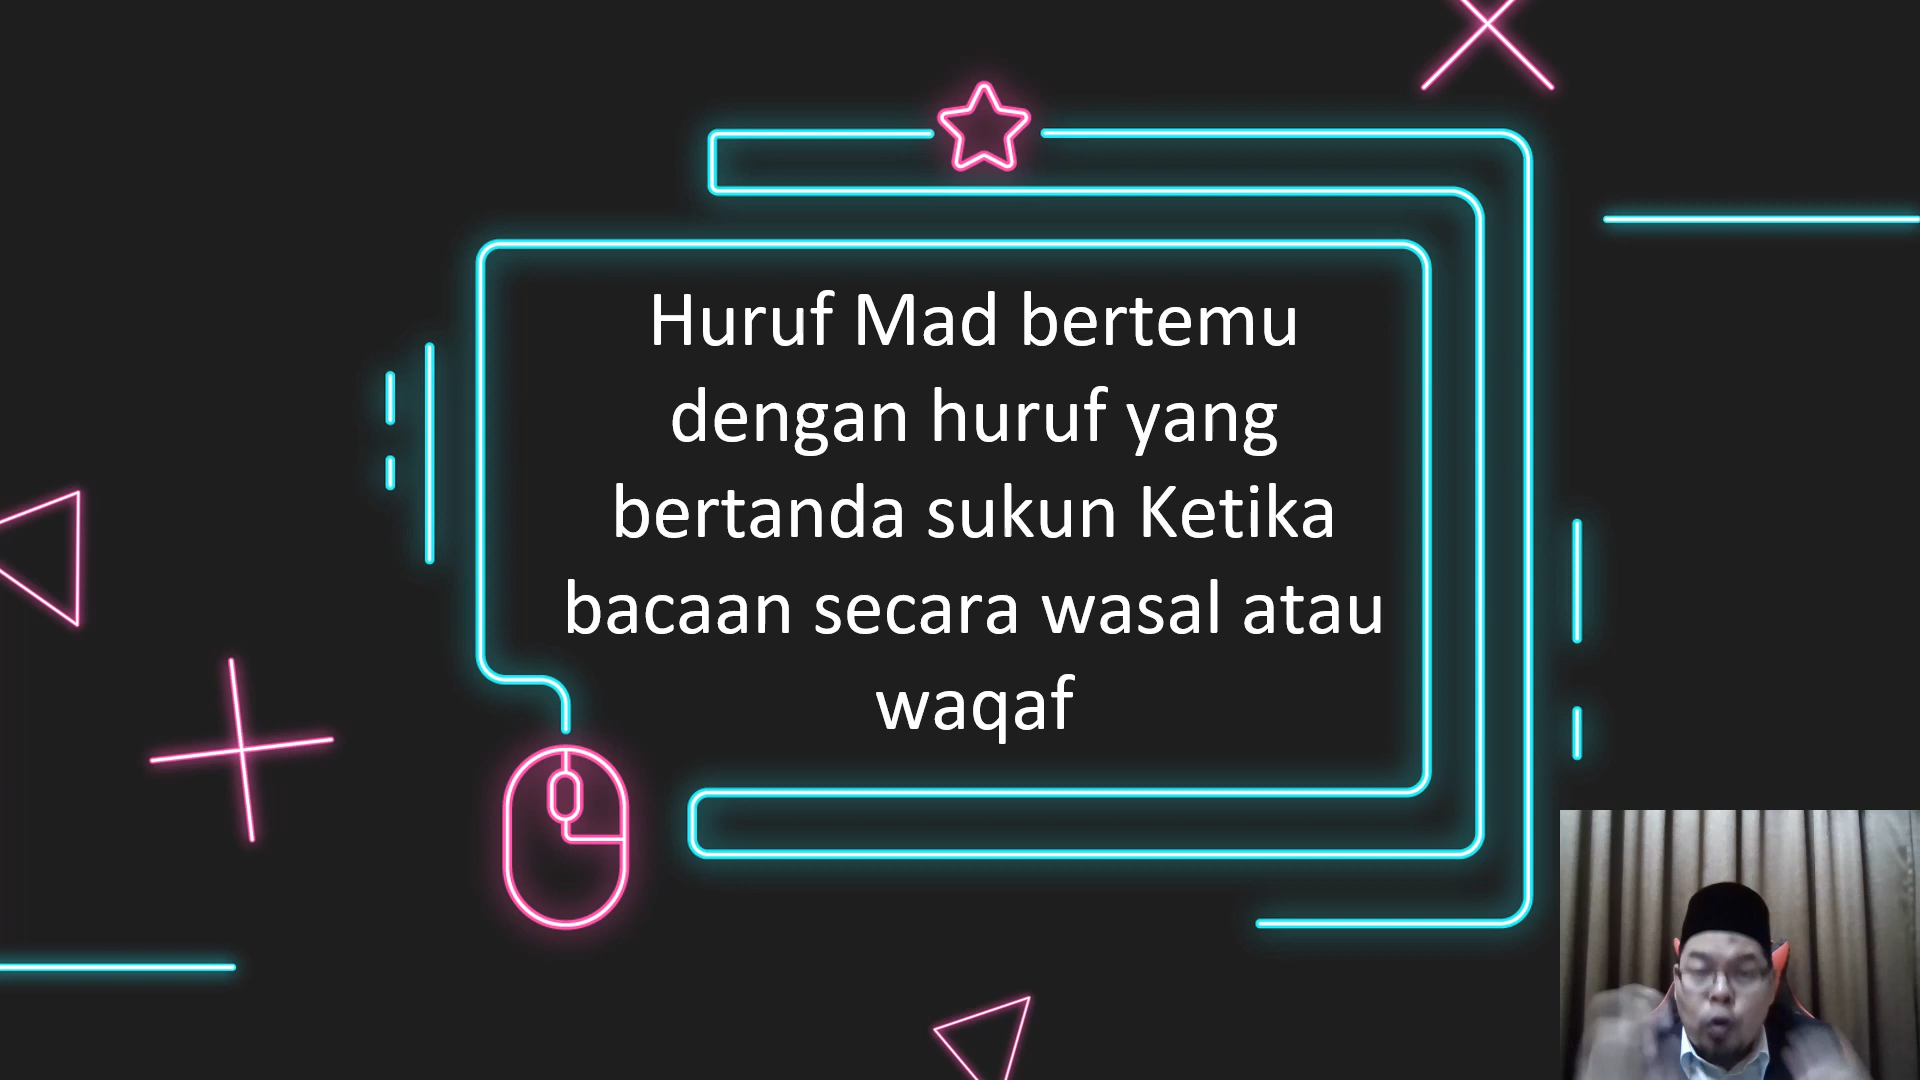 Huruf Mad bertemu
dengan huruf yang
bertanda sukun Ketika
bacaan secara wasal atau
waqaf